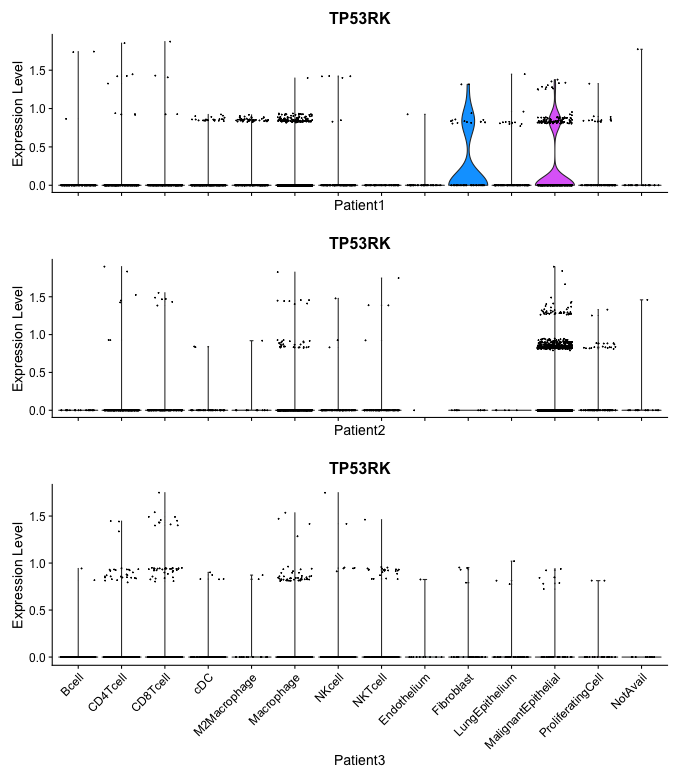 TP53RK
Expression Level
1.5
1.0
0.5
0.0
Patient1
TP53RK
Expression Level
1.5
1.0
0.5
0.0
Patient2
TP53RK
Expression Level
1.5
1.0
0.5
0.0
Bcell
CD4Tcell
CD8Tcell
cDC
M2Macrophage
Macrophage
NKcell
NKTcell
Endothelium
Fibroblast
LungEpithelium
MalignantEpithelial
ProliferatingCell
NotAvail
Patient3